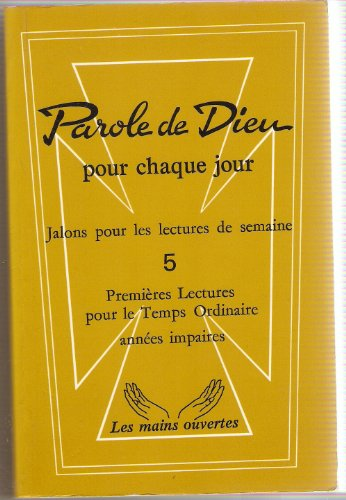 Parole de Dieu
pour chaque jour
Jalons pour les lectures de semaine
5
Premières Lectures
pour le Temps Ordinaire
années impaires
Les mains ouvertes